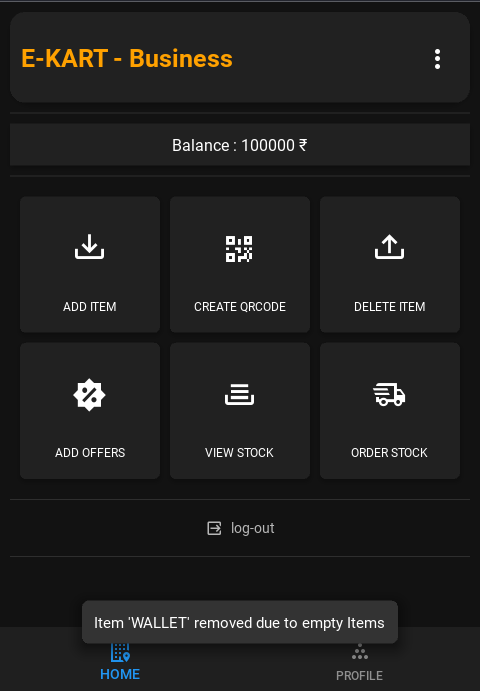 E-KART - Business
Balance : 100000 ₹
ADD ITEM
CREATE QRCODE
DELETE ITEM
ADD OFFERS
VIEW STOCK
ORDER STOCK
log-out
Item 'WALLET' removed due to empty Items
HOME
PROFILE